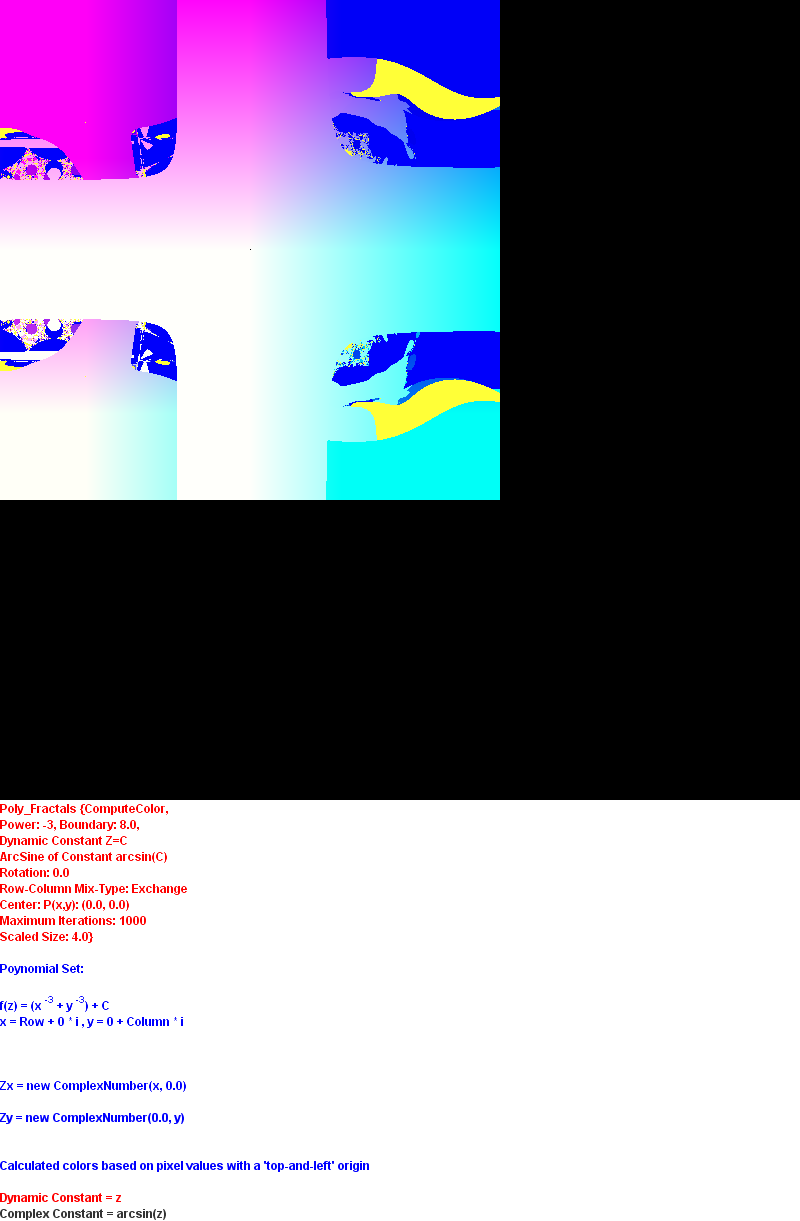 Poly_Fractals {ComputeColor,
Power: -3, Boundary: 8.0,
Dynamic Constant Z=C
ArcSine of Constant arcsin(C)
Rotation: 0.0
Row-Column Mix-Type: Exchange
Center: P(x,y): (0.0, 0.0)
Maximum Iterations: 1000
Scaled Size: 4.0}
Poynomial Set:
f(z) = (x -3 + y -3) + C
x = Row + 0 * i , y = 0 + Column * i
Zx = new ComplexNumber(x, 0.0)
Zy = new ComplexNumber(0.0, y)
Calculated colors based on pixel values with a 'top-and-left' origin
Dynamic Constant = z
Complex Constant = arcsin(z)